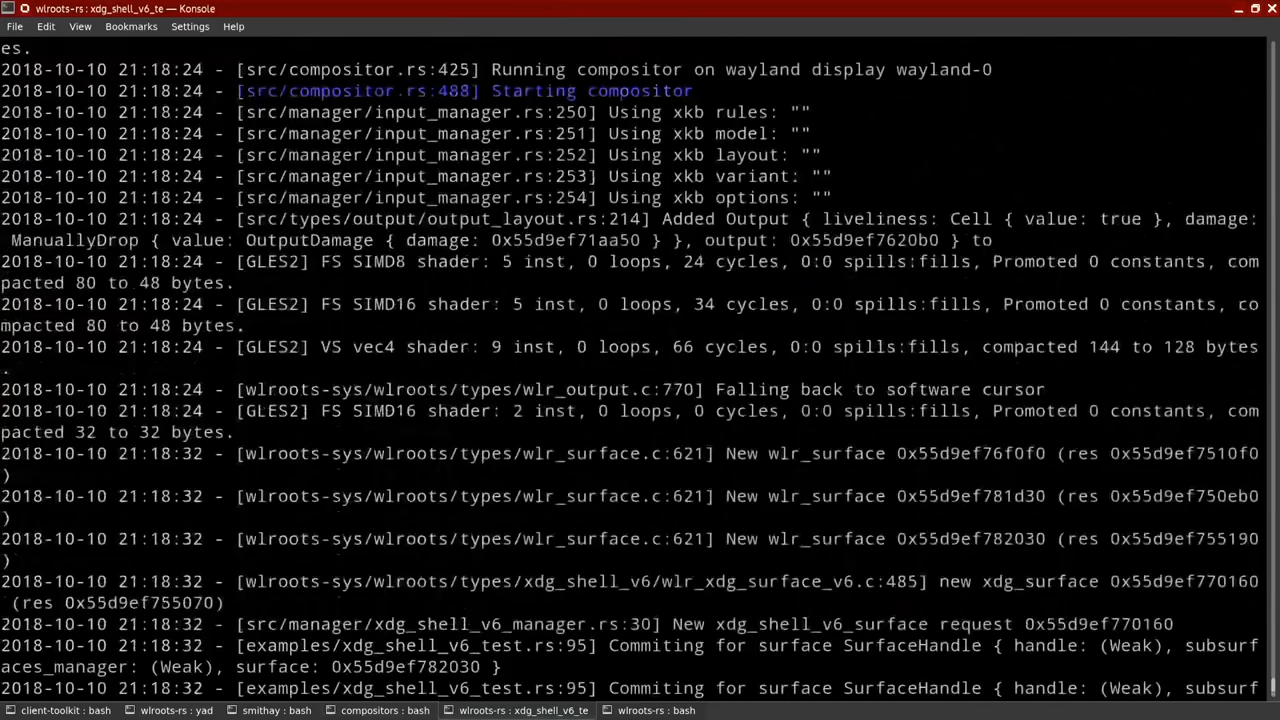 wlroots-rs : xdg_shell_v6_te — Konsole
File Edit View Bookmarks Settings Help
es.
2018-10-10 21:18:24 - [src/compositor.rs:425] Running compositor on wayland display wayland-0
2018-10-10 21:18:24 - [src/compositor.rs:488] Starting compositor
2018-10-10 21:18:24 - [src/manager/input_manager.rs:250] Using xkb rules: ""
2018-10-10 21:18:24 - [src/manager/input_manager.rs:251] Using xkb model: ""
2018-10-10 21:18:24 - [src/manager/input_manager.rs:252] Using xkb layout: ""
2018-10-10 21:18:24 - [src/manager/input_manager.rs:253] Using xkb variant: ""
2018-10-10 21:18:24 - [src/manager/input_manager.rs:254] Using xkb options: ""
2018-10-10 21:18:24 - [src/types/output/output_layout.rs:214] Added Output { liveliness: Cell { value: true }, damage:
 ManuallyDrop { value: OutputDamage { damage: 0x55d9ef71aa50 } }, output: 0x55d9ef7620b0 } to
2018-10-10 21:18:24 - [GLES2] FS SIMD8 shader: 5 inst, 0 loops, 24 cycles, 0:0 spills:fills, Promoted 0 constants, com
pacted 80 to 48 bytes.
2018-10-10 21:18:24 - [GLES2] FS SIMD16 shader: 5 inst, 0 loops, 34 cycles, 0:0 spills:fills, Promoted 0 constants, co
mpacted 80 to 48 bytes.
2018-10-10 21:18:24 - [GLES2] VS vec4 shader: 9 inst, 0 loops, 66 cycles, 0:0 spills:fills, compacted 144 to 128 bytes
.
2018-10-10 21:18:24 - [wlroots-sys/wlroots/types/wlr_output.c:770] Falling back to software cursor
2018-10-10 21:18:24 - [GLES2] FS SIMD16 shader: 2 inst, 0 loops, 0 cycles, 0:0 spills:fills, Promoted 0 constants, com
pacted 32 to 32 bytes.
2018-10-10 21:18:32 - [wlroots-sys/wlroots/types/wlr_surface.c:621] New wlr_surface 0x55d9ef76f0f0 (res 0x55d9ef7510f0
)
2018-10-10 21:18:32 - [wlroots-sys/wlroots/types/wlr_surface.c:621] New wlr_surface 0x55d9ef781d30 (res 0x55d9ef750eb0
)
2018-10-10 21:18:32 - [wlroots-sys/wlroots/types/wlr_surface.c:621] New wlr_surface 0x55d9ef782030 (res 0x55d9ef755190
)
2018-10-10 21:18:32 - [wlroots-sys/wlroots/types/xdg_shell_v6/wlr_xdg_surface_v6.c:485] new xdg_surface 0x55d9ef770160
 (res 0x55d9ef755070)
2018-10-10 21:18:32 - [src/manager/xdg_shell_v6_manager.rs:30] New xdg_shell_v6_surface request 0x55d9ef770160
2018-10-10 21:18:32 - [examples/xdg_shell_v6_test.rs:95] Commiting for surface SurfaceHandle { handle: (Weak), subsurf
aces_manager: (Weak), surface: 0x55d9ef782030 }
2018-10-10 21:18:32 - [examples/xdg_shell_v6_test.rs:95] Commiting for surface SurfaceHandle { handle: (Weak), subsurf
client-toolkit : bash wlroots-rs : yad smithay : bash compositors : bash wlroots-rs : xdg_shell_v6_te wlroots-rs : bash